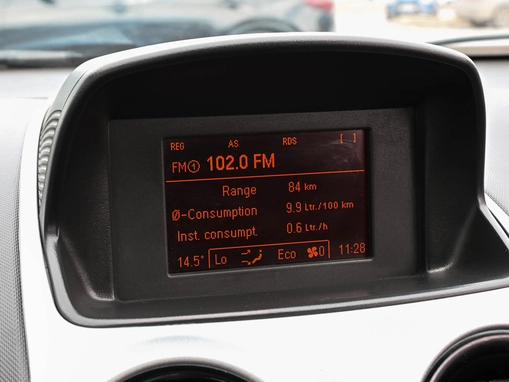 REG AS RDS [ ]
FM① 102.0 FM
Range 84 km
Ø-Consumption 9.9 Ltr./100 km
Inst. consumpt. 0.6 Ltr./h
14.5° Lo Eco 0 11:28